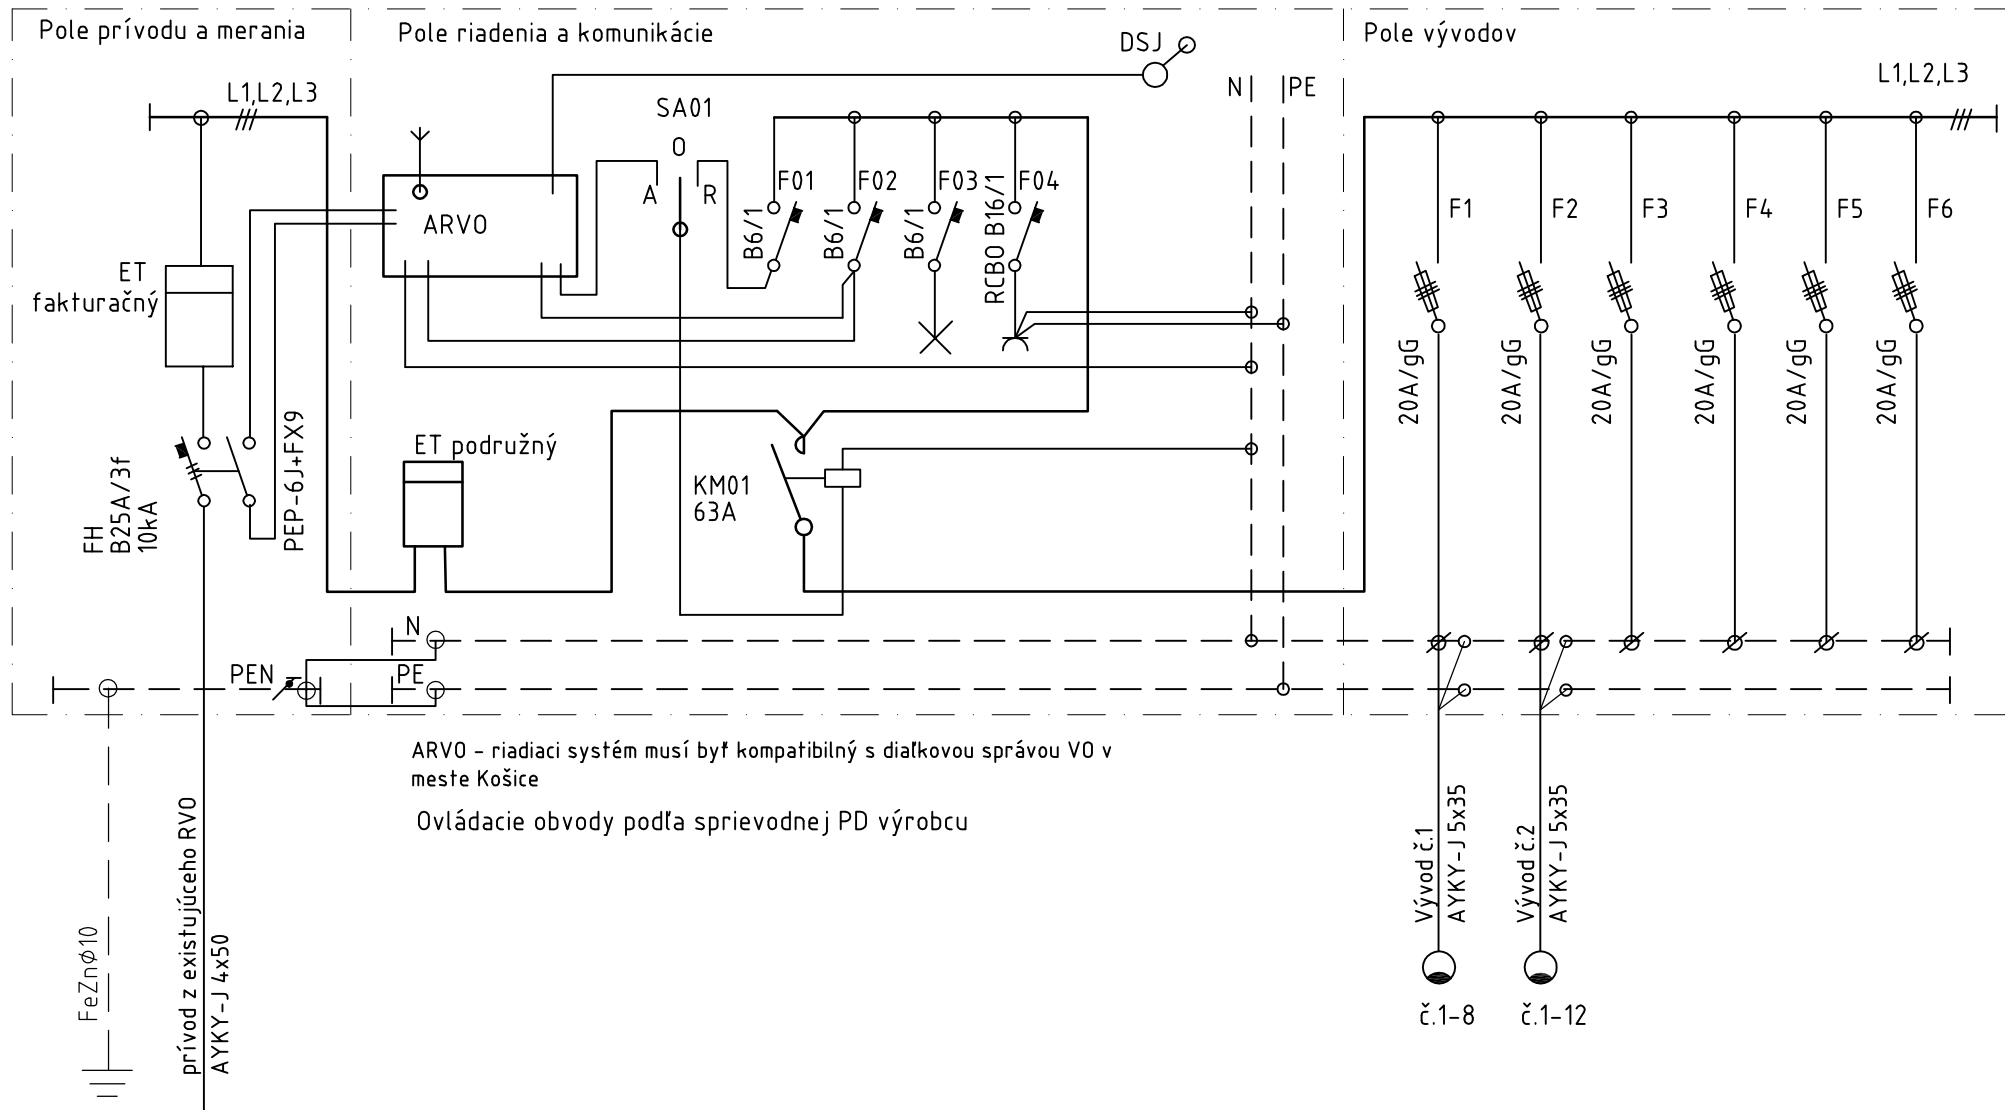 Pole prívodu a merania
Pole riadenia a komunikácie
Pole vývodov
DSJ
L1,L2,L3
SA01
N
PE
L1,L2,L3
0
A
R
F01
F02
F03
F04
B6/1
B6/1
B6/1
RCBO B16/1
ARVO
F1
F2
F3
F4
F5
F6
ET
fakturačný
20A/gG
20A/gG
20A/gG
20A/gG
20A/gG
20A/gG
FH
B25A/3f
10kA
PEP-6J+FX9
ET podružný
KM01
63A
N
PEN
PE
ARVO - riadiaci systém musí byť kompatibilný s diaľkovou správou VO v
meste Košice
Ovládacie obvody podľa sprievodnej PD výrobcu
FeZnø10
prívod z existujúceho RVO
AYKY-J 4x50
Vývod č.1
AYKY-J 5x35
Vývod č.2
AYKY-J 5x35
č.1-8
č.1-12